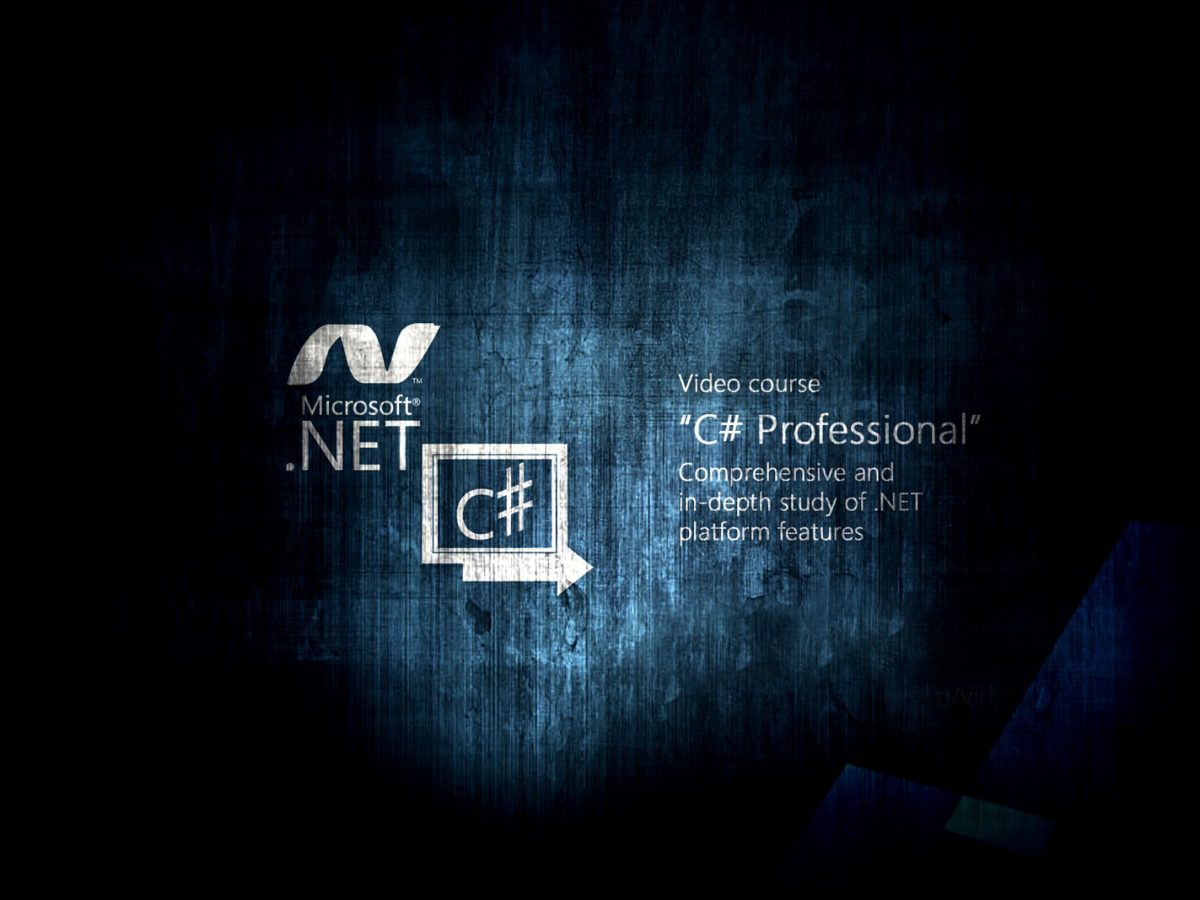 Microsoft®
.NET
C#
Video course
"C# Professional"
Comprehensive and
in-depth study of .NET
platform features